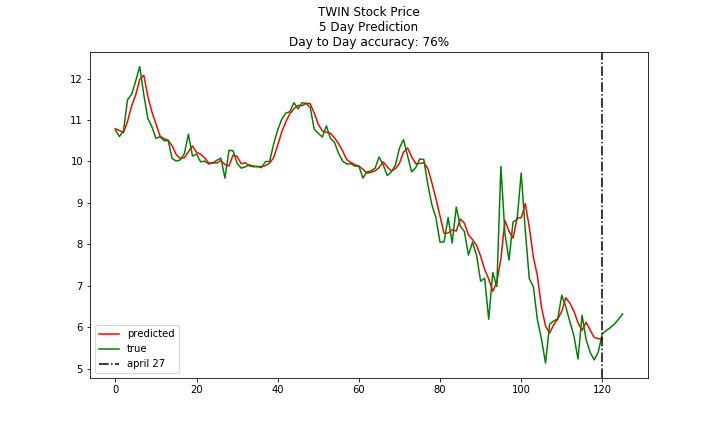 TWIN Stock Price
5 Day Prediction
Day to Day accuracy: 76%
12
11
10
9
8
7
6
5
predicted
true
april 27
0 20 40 60 80 100 120